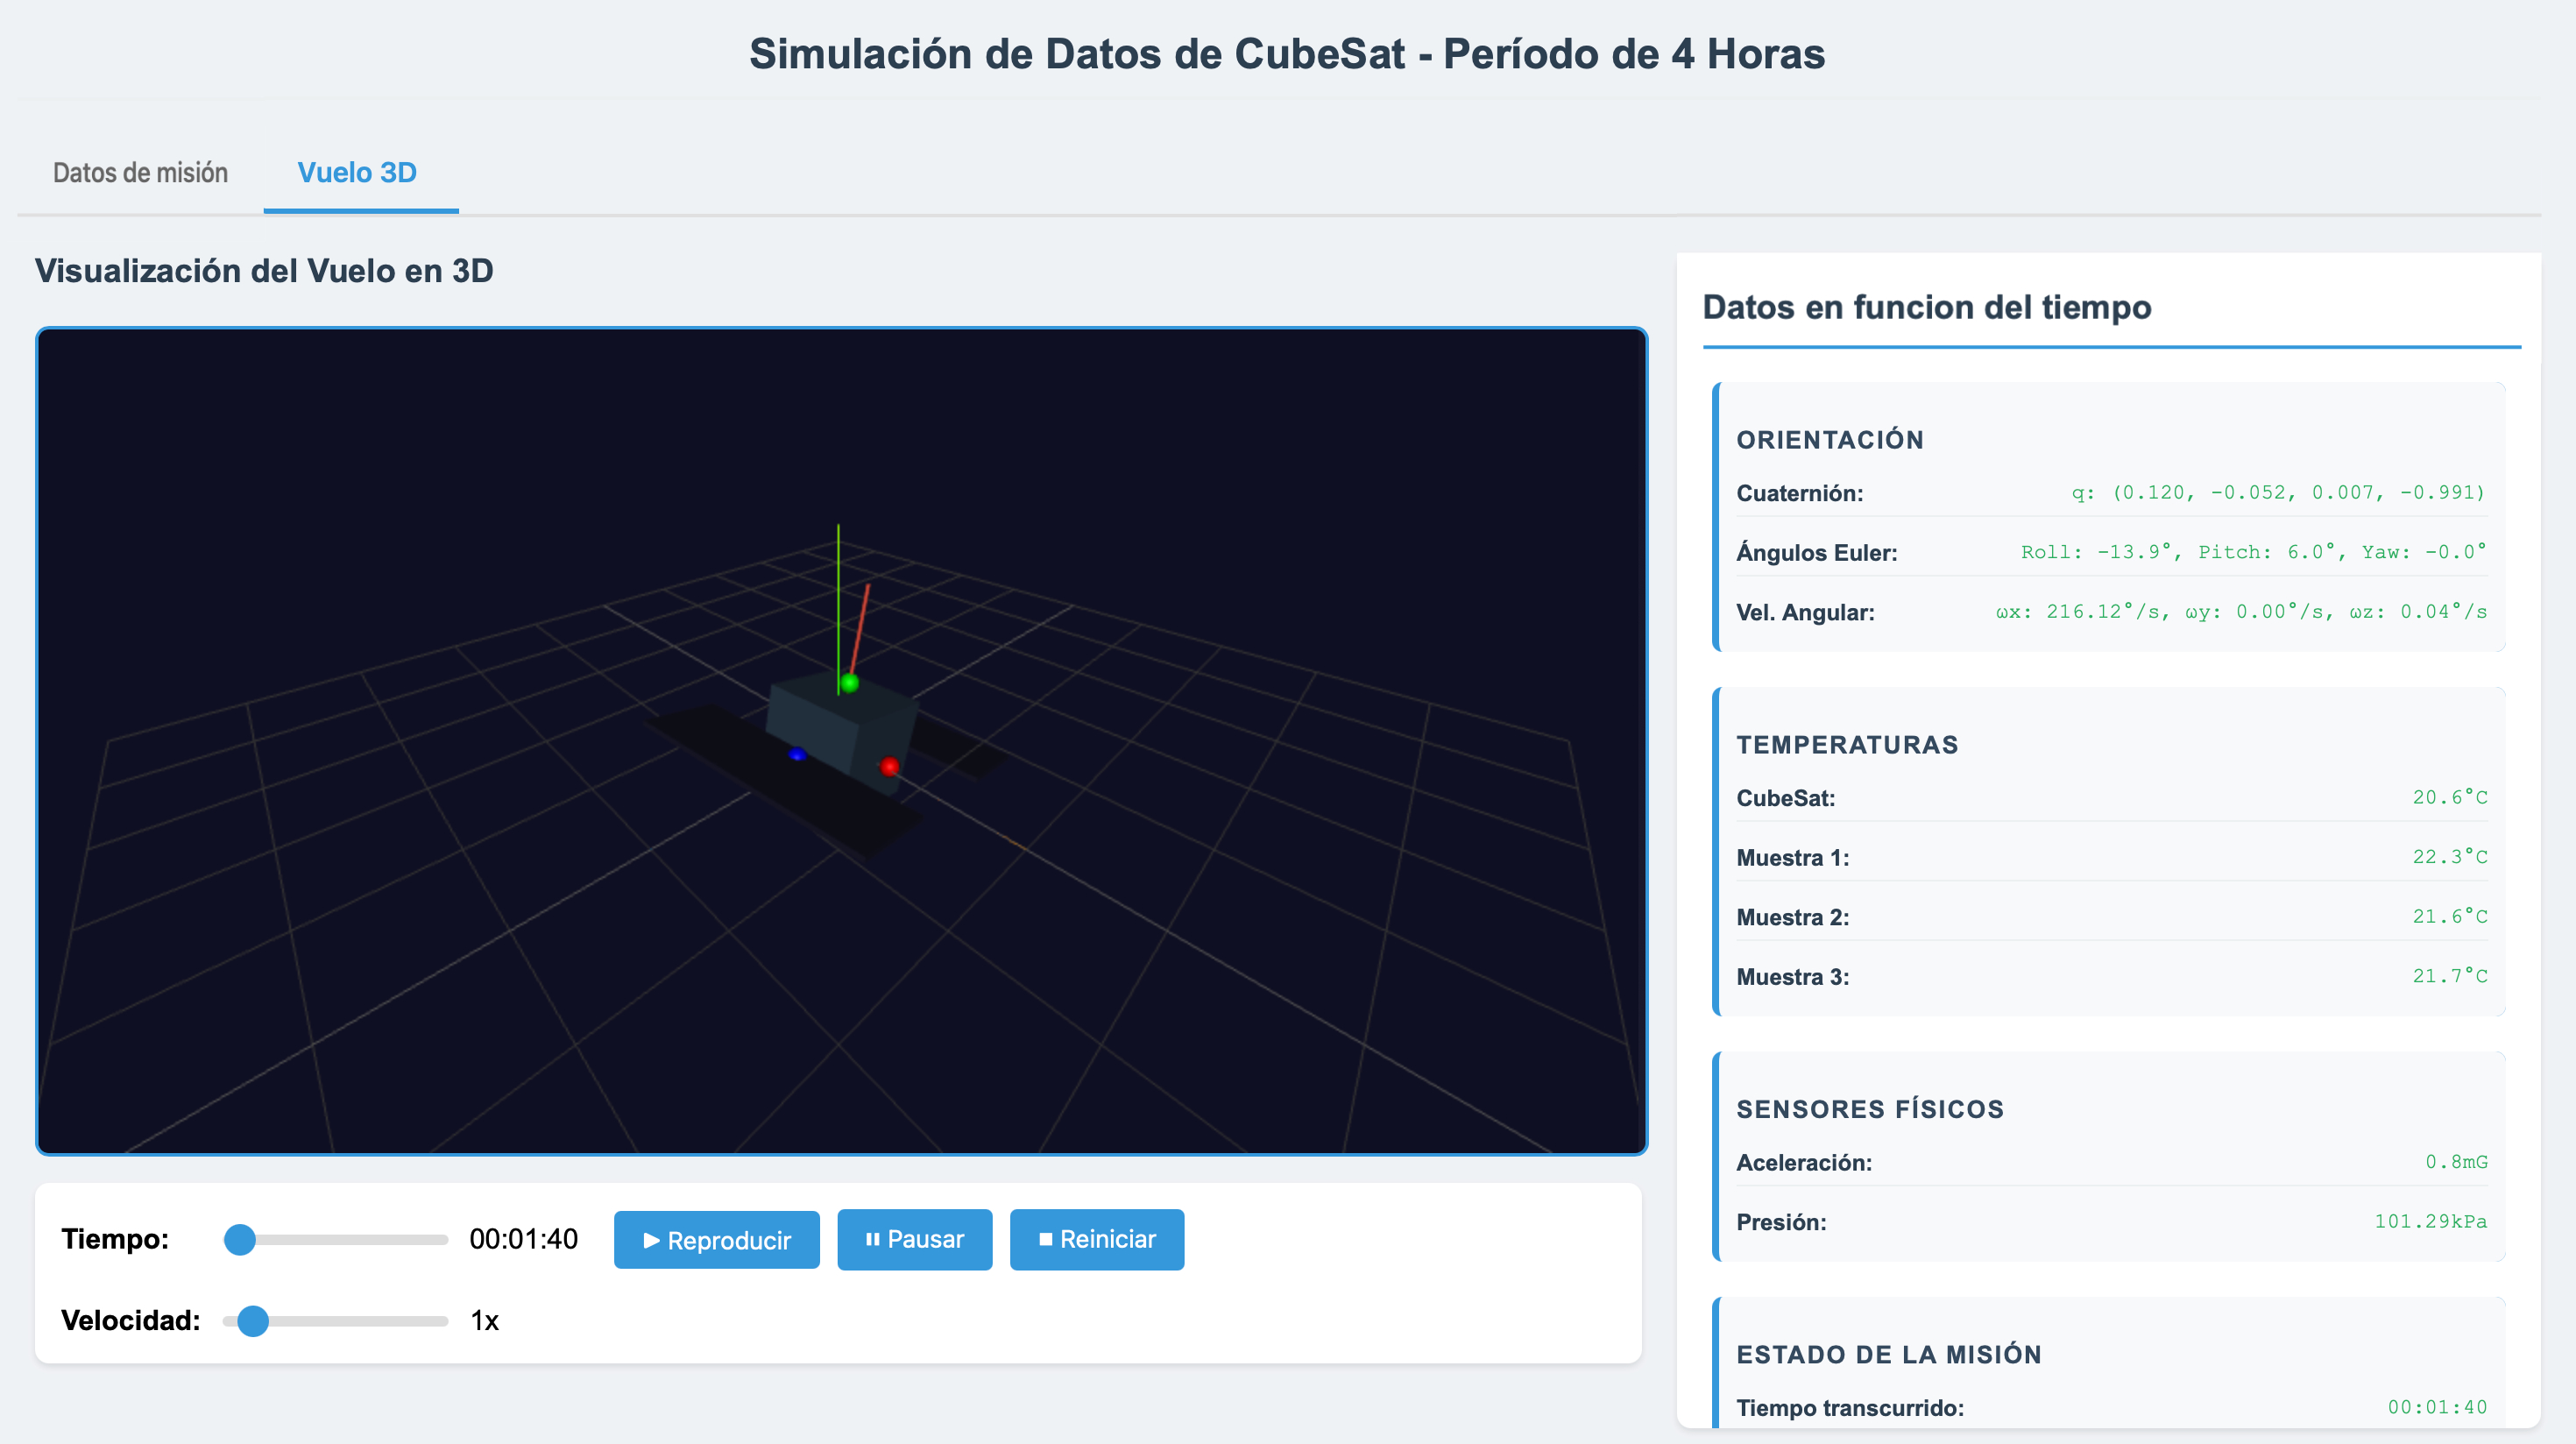 Simulación de Datos de CubeSat - Período de 4 Horas
Datos de misión
Vuelo 3D
Visualización del Vuelo en 3D
Tiempo:
00:01:40
Reproducir
Pausar
Reiniciar
Velocidad:
1x
Datos en funcion del tiempo
ORIENTACIÓN
Cuaternión: q: (0.120, -0.052, 0.007, -0.991)
Ángulos Euler: Roll: -13.9°, Pitch: 6.0°, Yaw: -0.0°
Vel. Angular: ωx: 216.12°/s, ωy: 0.00°/s, ωz: 0.04°/s
TEMPERATURAS
CubeSat: 20.6°C
Muestra 1: 22.3°C
Muestra 2: 21.6°C
Muestra 3: 21.7°C
SENSORES FÍSICOS
Aceleración: 0.8mG
Presión: 101.29kPa
ESTADO DE LA MISIÓN
Tiempo transcurrido: 00:01:40